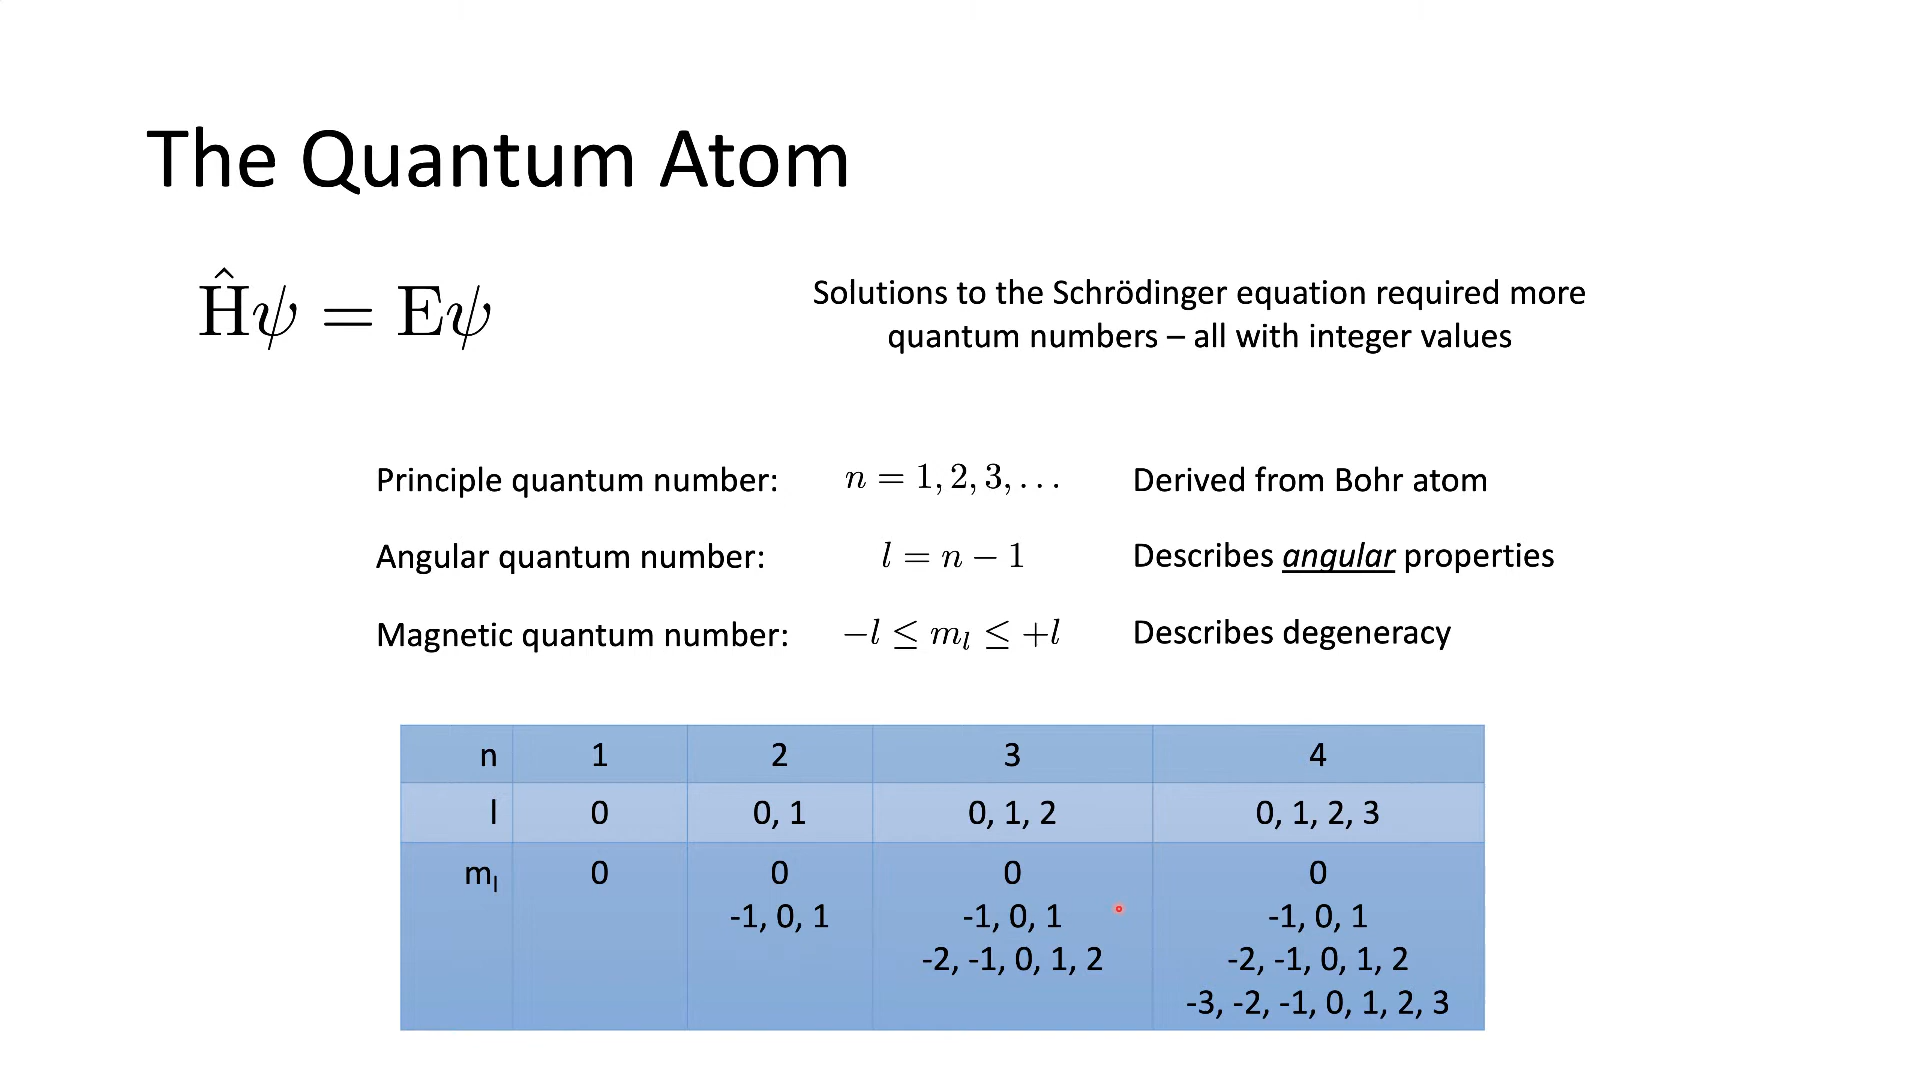 The Quantum Atom
Ĥψ = Eψ
Solutions to the Schrödinger equation required more
quantum numbers – all with integer values
Principle quantum number: n = 1, 2, 3, . . . Derived from Bohr atom
Angular quantum number: l = n − 1 Describes angular properties
Magnetic quantum number: −l ≤ mₗ ≤ +l Describes degeneracy
n 1 2 3 4
l 0 0, 1 0, 1, 2 0, 1, 2, 3
mₗ 0 0 0 0
-1, 0, 1 -1, 0, 1 -1, 0, 1
-2, -1, 0, 1, 2 -2, -1, 0, 1, 2
-3, -2, -1, 0, 1, 2, 3